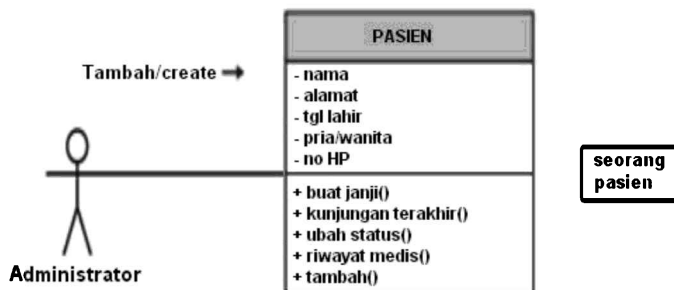 PASIEN
Tambah/create →
- nama
- alamat
- tgl lahir
- pria/wanita
- no HP
+ buat janji()
+ kunjungan terakhir()
+ ubah status()
+ riwayat medis()
+ tambah()
Administrator
seorang
pasien